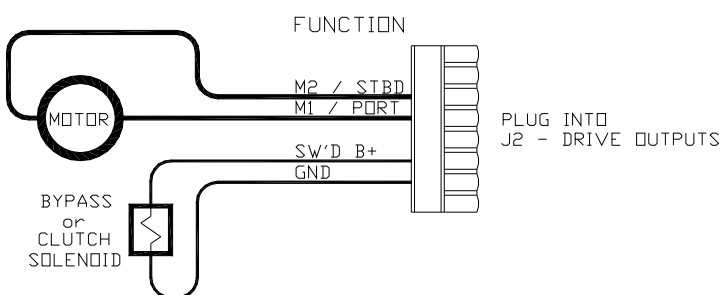 FUNCTION
M2 / STBD
M1 / PORT
MOTOR
PLUG INTO
J2 - DRIVE OUTPUTS
SW'D B+
GND
BYPASS
or
CLUTCH
SOLENOID